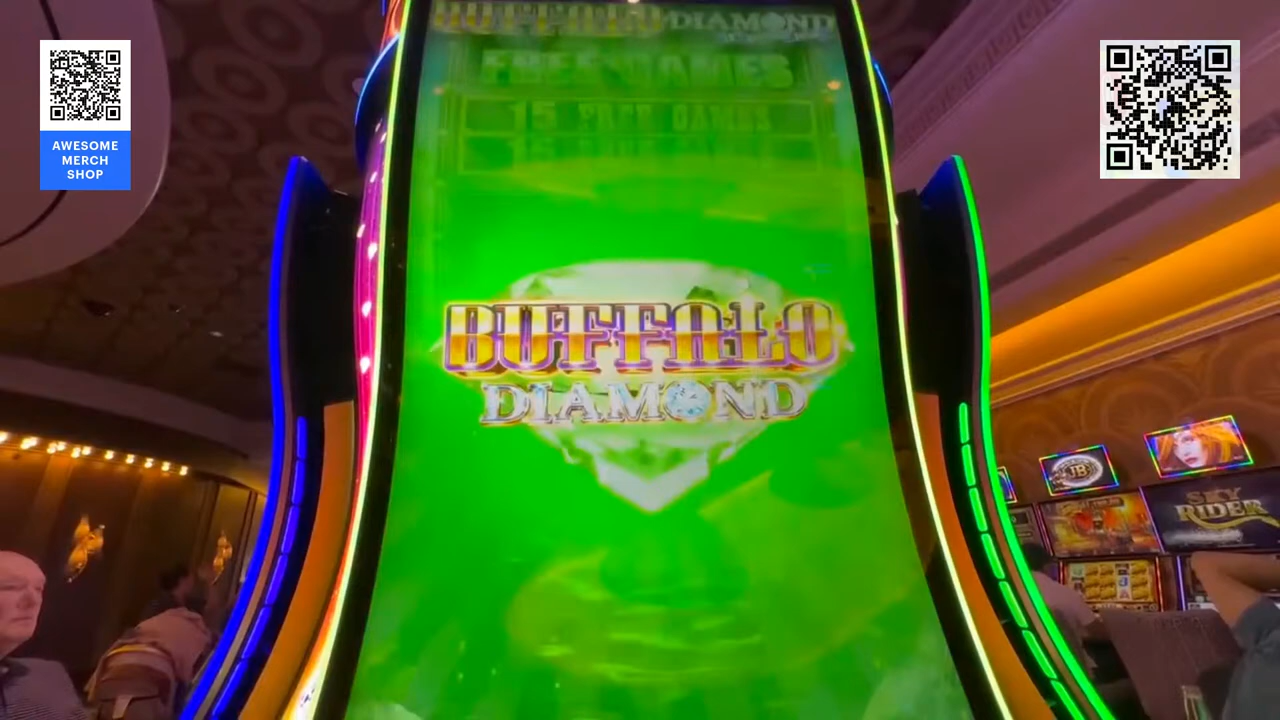 BUFFALO DIAMOND
FREE GAMES
15 FREE GAMES
AWESOME
MERCH
SHOP
BUFFALO
DIAMOND
JB
SKY
RIDER